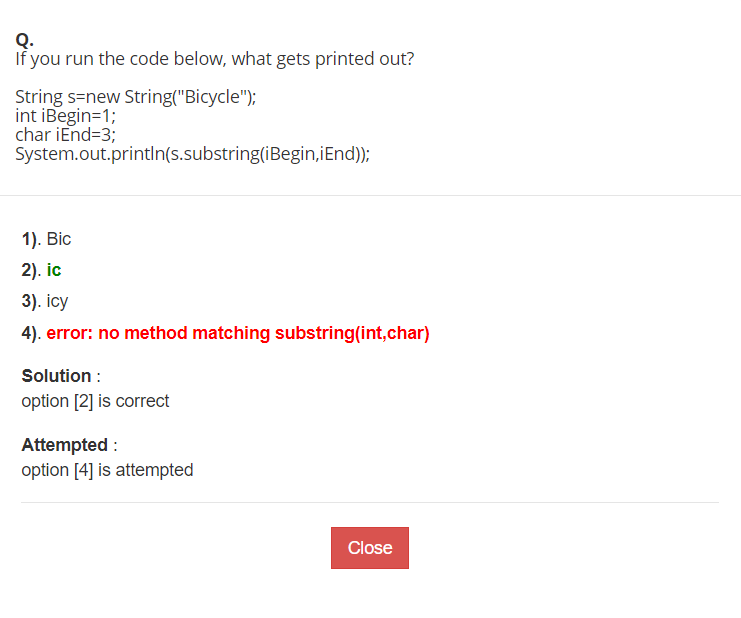 Q.
If you run the code below, what gets printed out?
String s=new String("Bicycle");
int iBegin=1;
char iEnd=3;
System.out.println(s.substring(iBegin,iEnd));
1). Bic
2). ic
3). icy
4). error: no method matching substring(int,char)
Solution :
option [2] is correct
Attempted :
option [4] is attempted
Close